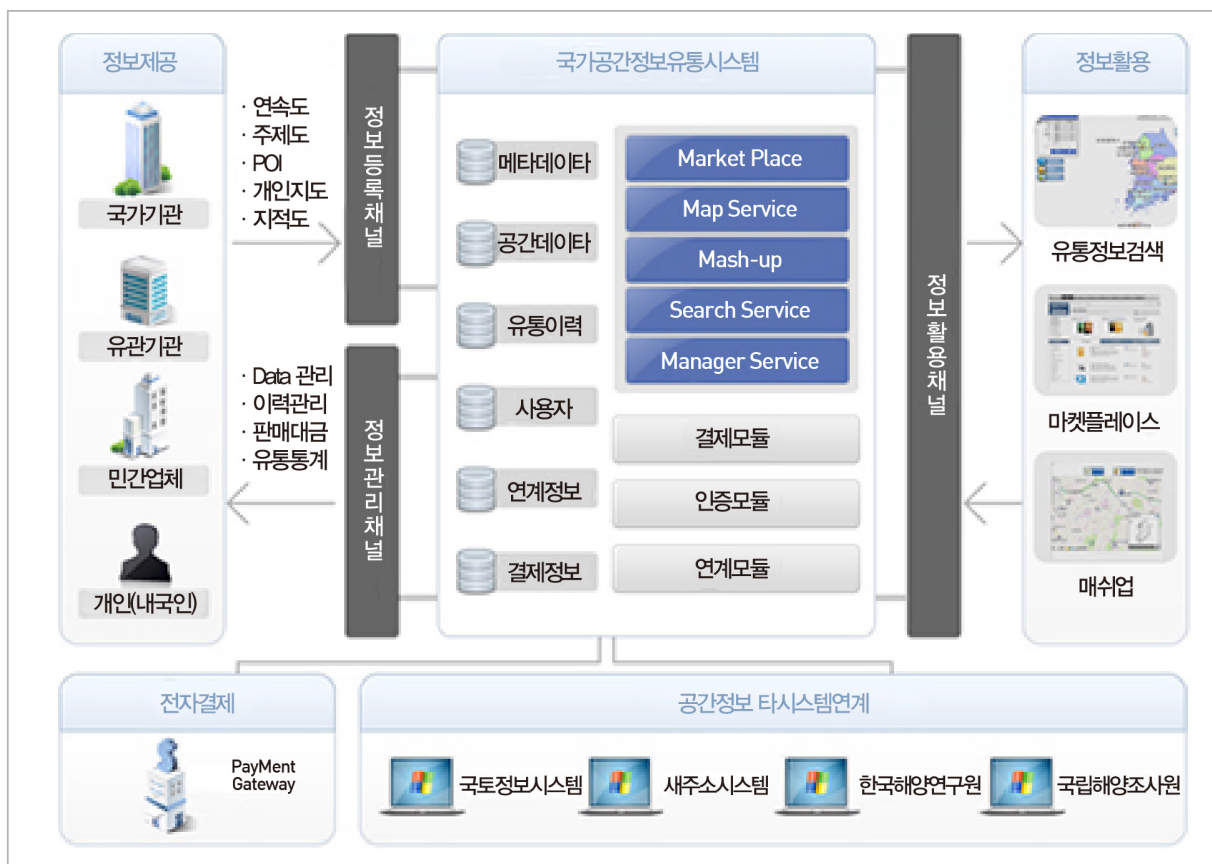 정보제공
국가기관
유관기관
민간업체
개인(내국인)
· 연속도
· 주제도
· POI
· 개인지도
· 지적도
· Data 관리
· 이력관리
· 판매대금
· 유통통계
정보등록채널
정보관리채널
국가공간정보유통시스템
메타데이타
공간데이타
유통이력
사용자
연계정보
결제정보
Market Place
Map Service
Mash-up
Search Service
Manager Service
결제모듈
인증모듈
연계모듈
정보활용채널
정보활용
유통정보검색
마켓플레이스
매쉬업
전자결제
PayMent
Gateway
공간정보 타시스템연계
국토정보시스템
새주소시스템
한국해양연구원
국립해양조사원